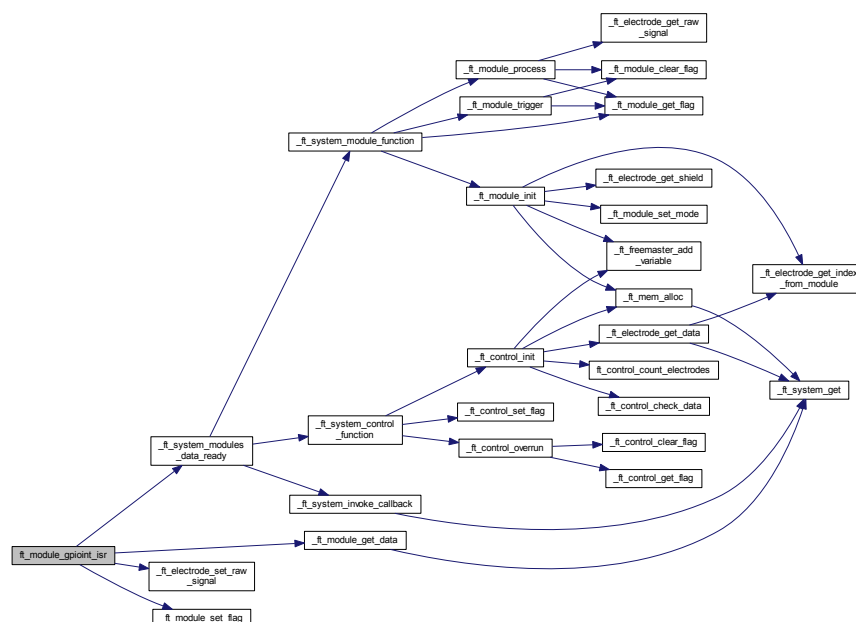 _ft_electrode_get_raw
_signal
_ft_module_process
_ft_module_clear_flag
_ft_module_trigger
_ft_module_get_flag
_ft_system_module_function
_ft_electrode_get_shield
_ft_module_init
_ft_module_set_mode
_ft_freemaster_add
_variable
_ft_electrode_get_index
_from_module
_ft_mem_alloc
_ft_electrode_get_data
_ft_control_init
ft_control_count_electrodes
_ft_system_get
_ft_control_check_data
_ft_control_set_flag
_ft_system_control
_function
_ft_control_clear_flag
_ft_system_modules
_data_ready
_ft_control_overrun
_ft_control_get_flag
_ft_system_invoke_callback
_ft_module_get_data
ft_module_gpioint_isr
_ft_electrode_set_raw
_signal
_ft_module_set_flag